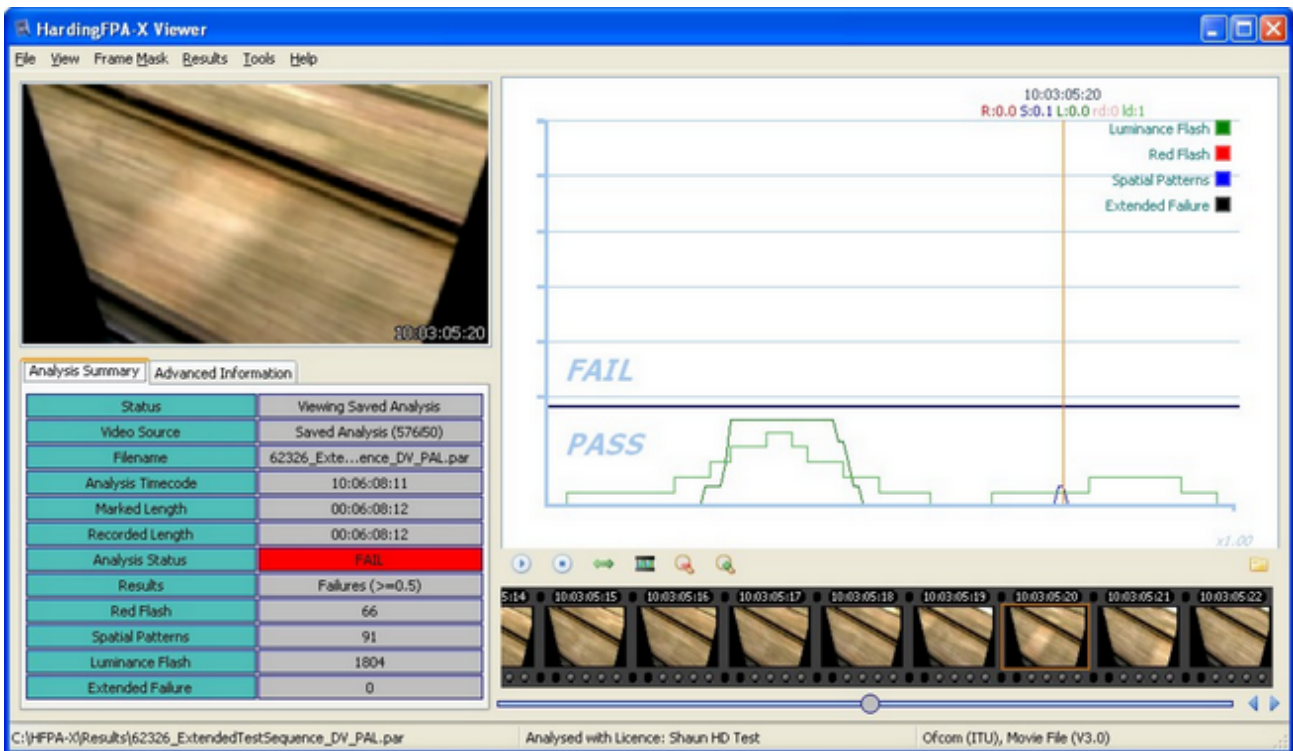 HardingFPA-X Viewer
File View Frame Mask Results Tools Help
10:03:05:20
Analysis Summary Advanced Information
Status Viewing Saved Analysis
Video Source Saved Analysis (576i50)
Filename 62326_Exte...ence_DV_PAL.par
Analysis Timecode 10:06:08:11
Marked Length 00:06:08:12
Recorded Length 00:06:08:12
Analysis Status FAIL
Results Failures (>=0.5)
Red Flash 66
Spatial Patterns 91
Luminance Flash 1804
Extended Failure 0
10:03:05:20
R:0.0 S:0.1 L:0.0 rd:0 ld:1
Luminance Flash
Red Flash
Spatial Patterns
Extended Failure
FAIL
PASS
x1.00
5:14 10:03:05:15 10:03:05:16 10:03:05:17 10:03:05:18 10:03:05:19 10:03:05:20 10:03:05:21 10:03:05:22
C:\HFPA-X\Results\62326_ExtendedTestSequence_DV_PAL.par Analysed with Licence: Shaun HD Test Ofcom (ITU), Movie File (V3.0)